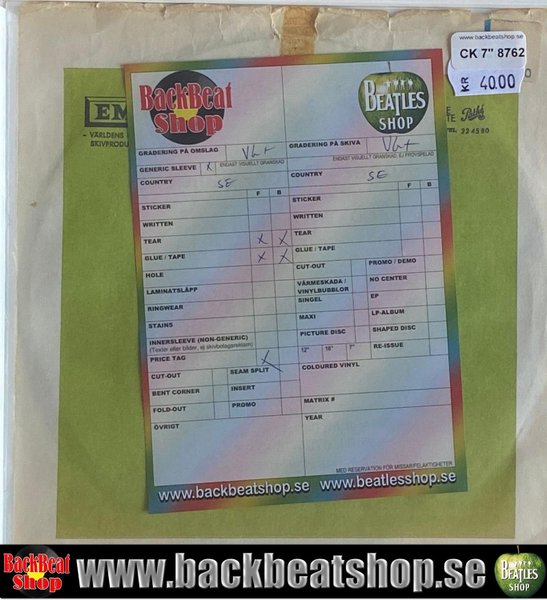 www.backbeatshop.se
CK 7" 8762
KR 40.00
EM
- VÄRLDENS
SKIVPRODU
224580
BackBeat
Shop
BEATLES
SHOP
GRADERING PÅ OMSLAG VG+
ENDAST VISUELLT GRANSKAD
GENERIC SLEEVE X
COUNTRY SE
F B
STICKER
WRITTEN
TEAR X X
GLUE / TAPE X X
HOLE
LAMINATSLÄPP
RINGWEAR
STAINS
INNERSLEEVE (NON-GENERIC)
(Texter eller bilder, ej skivbolagsreklam)
PRICE TAG X
CUT-OUT SEAM SPLIT
BENT CORNER INSERT
FOLD-OUT PROMO
ÖVRIGT
GRADERING PÅ SKIVA VG+
ENDAST VISUELLT GRANSKAD, EJ PROVSPELAD
COUNTRY SE
F B
STICKER
WRITTEN
TEAR
GLUE / TAPE
CUT-OUT PROMO / DEMO
VÄRMESKADA / VINYLBUBBLOR NO CENTER
SINGEL EP
MAXI LP-ALBUM
PICTURE DISC SHAPED DISC
12" 16" 7" RE-ISSUE
COLOURED VINYL
MATRIX #
YEAR
MED RESERVATION FÖR MISSAR/FELAKTIGHETER
www.backbeatshop.se www.beatlesshop.se
BackBeat
Shop
www.backbeatshop.se
BEATLES
SHOP